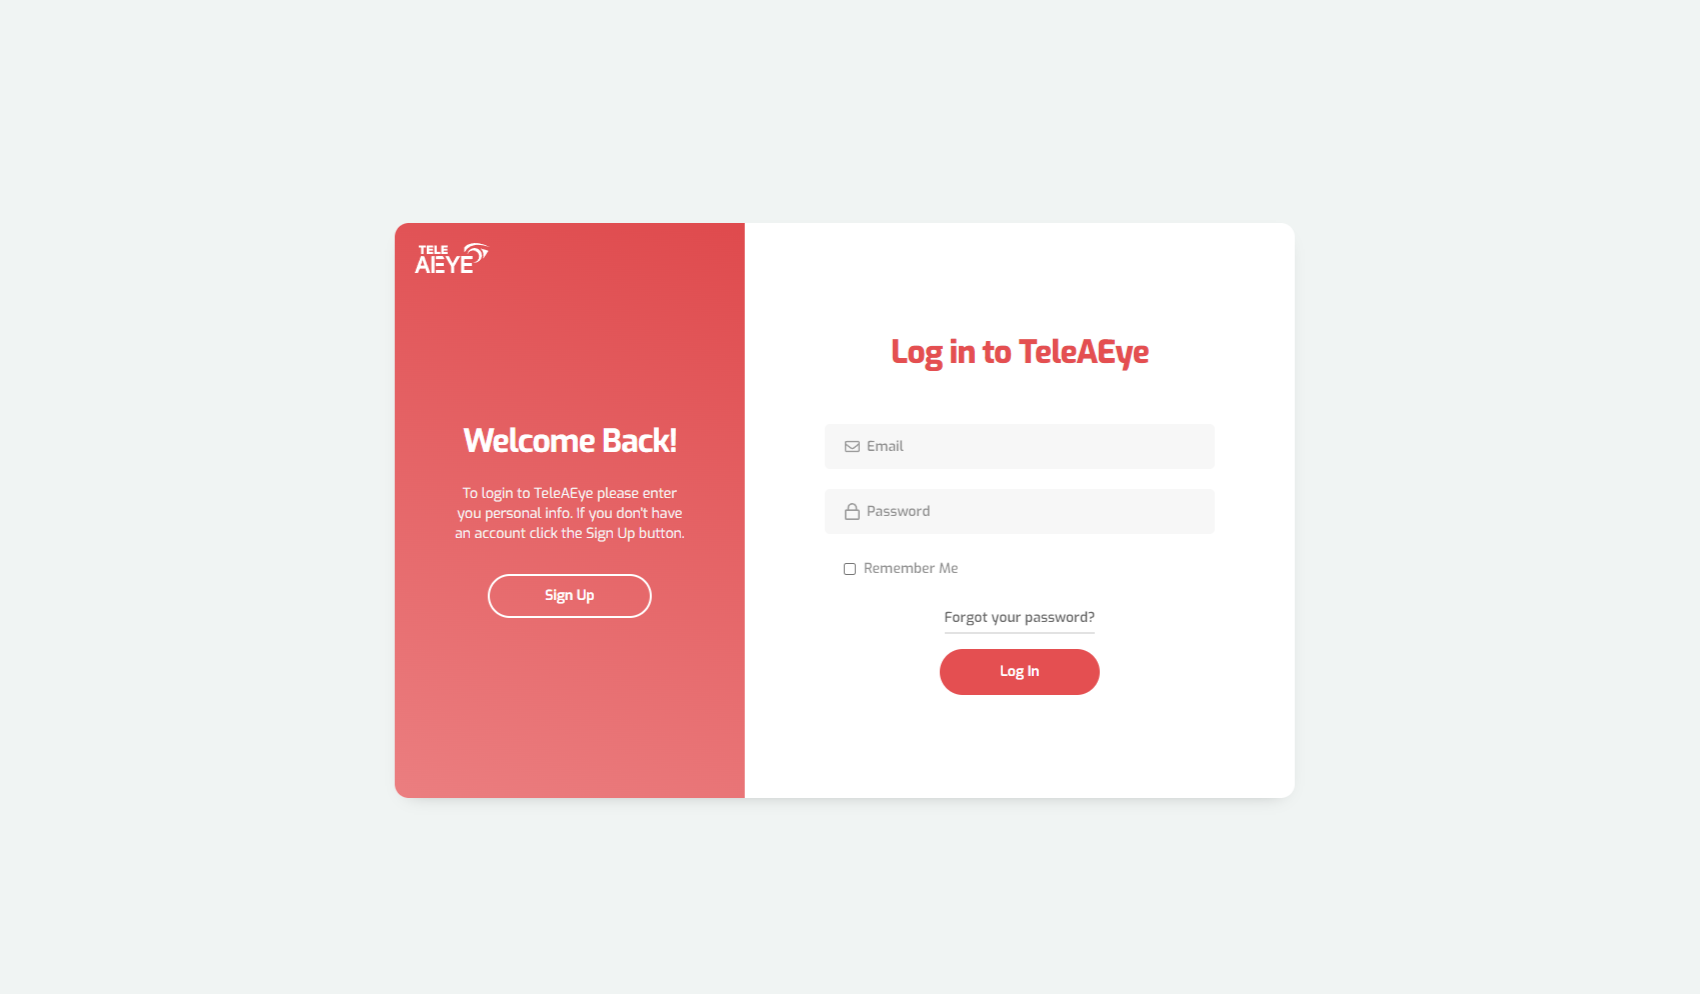 TELE
AIEYE
Welcome Back!
To login to TeleAEye please enter
you personal info. If you don't have
an account click the Sign Up button.
Sign Up
Log in to TeleAEye
Email
Password
Remember Me
Forgot your password?
Log In